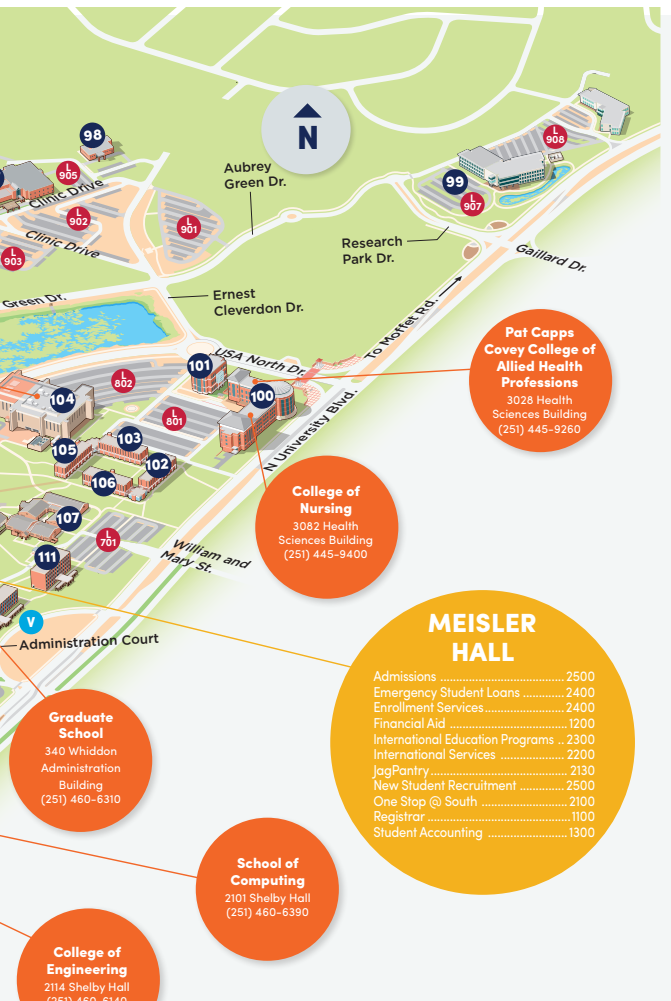 98
N
L
908
L
905
Aubrey
Green Dr.
99
Clinic Drive
L
907
L
902
L
901
Clinic Drive
Research
Park Dr.
L
903
Gaillard Dr.
Green Dr.
Ernest
Cleverdon Dr.
To Moffet Rd.
Pat Capps
Covey College of
Allied Health
Professions
3028 Health
Sciences Building
(251) 445-9260
USA North Dr.
101
L
802
100
104
L
801
N University Blvd.
103
105
102
106
College of
Nursing
3082 Health
Sciences Building
(251) 445-9400
107
L
701
111
William and
Mary St.
V
Administration Court
MEISLER
HALL
Admissions ........................................ 2500
Emergency Student Loans ............. 2400
Enrollment Services......................... 2400
Financial Aid ..................................... 1200
International Education Programs .. 2300
International Services ..................... 2200
JagPantry........................................... 2130
New Student Recruitment .............. 2500
One Stop @ South ........................... 2100
Registrar ............................................. 1100
Student Accounting ......................... 1300
Graduate
School
340 Whiddon
Administration
Building
(251) 460-6310
School of
Computing
2101 Shelby Hall
(251) 460-6390
College of
Engineering
2114 Shelby Hall
(251) 460-6140